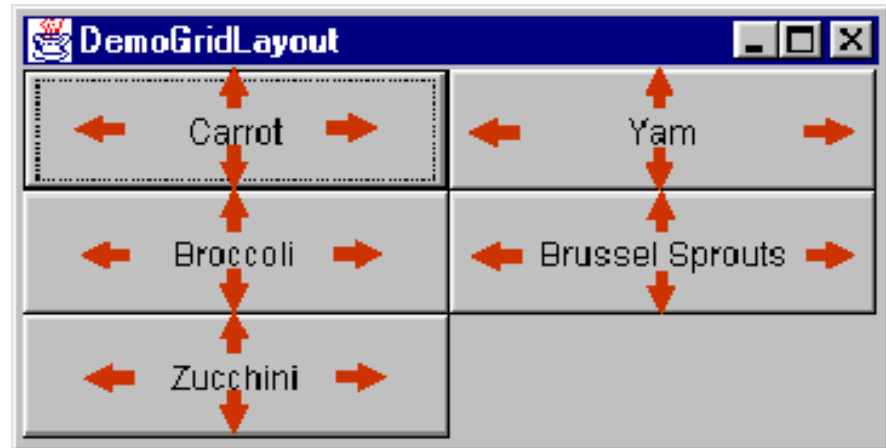 DemoGridLayout
Carrot
Yam
Broccoli
Brussel Sprouts
Zucchini